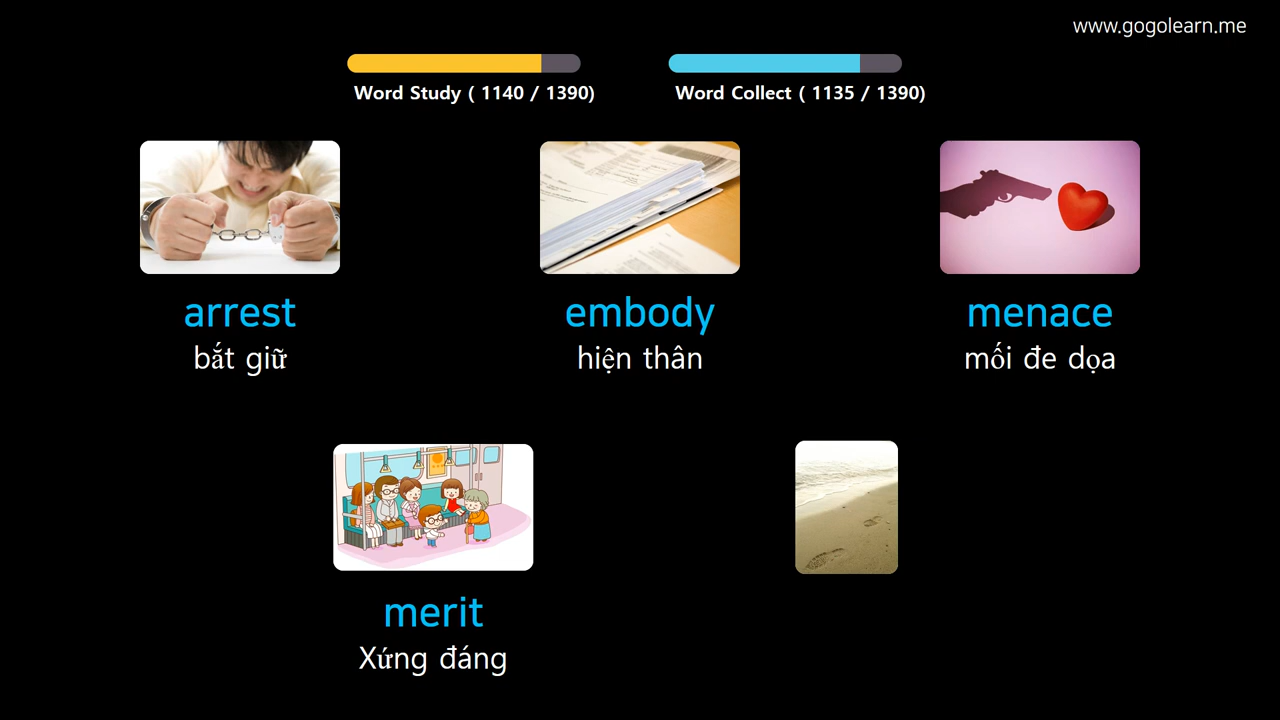 www.gogolearn.me
Word Study ( 1140 / 1390)
Word Collect ( 1135 / 1390)
arrest
bắt giữ
embody
hiện thân
menace
mối đe dọa
merit
Xứng đáng